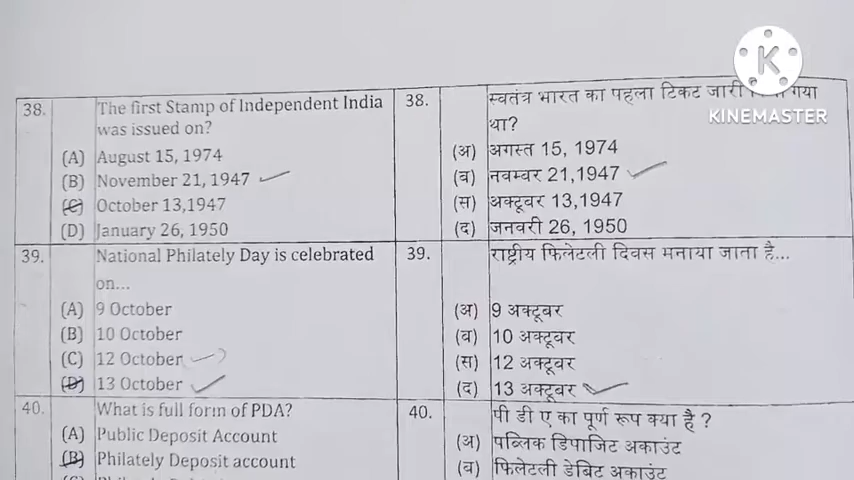 KINEMASTER
38. The first Stamp of Independent India
was issued on?
(A) August 15, 1974
(B) November 21, 1947
(C) October 13,1947
(D) January 26, 1950
38. स्वतंत्र भारत का पहला टिकट जारी गया
था?
(अ) अगस्त 15, 1974
(ब) नवम्वर 21,1947
(स) अक्टूबर 13,1947
(द) जनवरी 26, 1950
39. National Philately Day is celebrated
on...
(A) 9 October
(B) 10 October
(C) 12 October
(D) 13 October
39. राष्ट्रीय फिलेटली दिवस मनाया जाता है...
(अ) 9 अक्टूबर
(ब) 10 अक्टूबर
(स) 12 अक्टूबर
(द) 13 अक्टूबर
40. What is full form of PDA?
(A) Public Deposit Account
(B) Philately Deposit account
40. पी डी ए का पूर्ण रूप क्या है ?
(अ) पब्लिक डिपाजिट अकाउंट
(ब) फिलेटली डेबिट अकाउंट